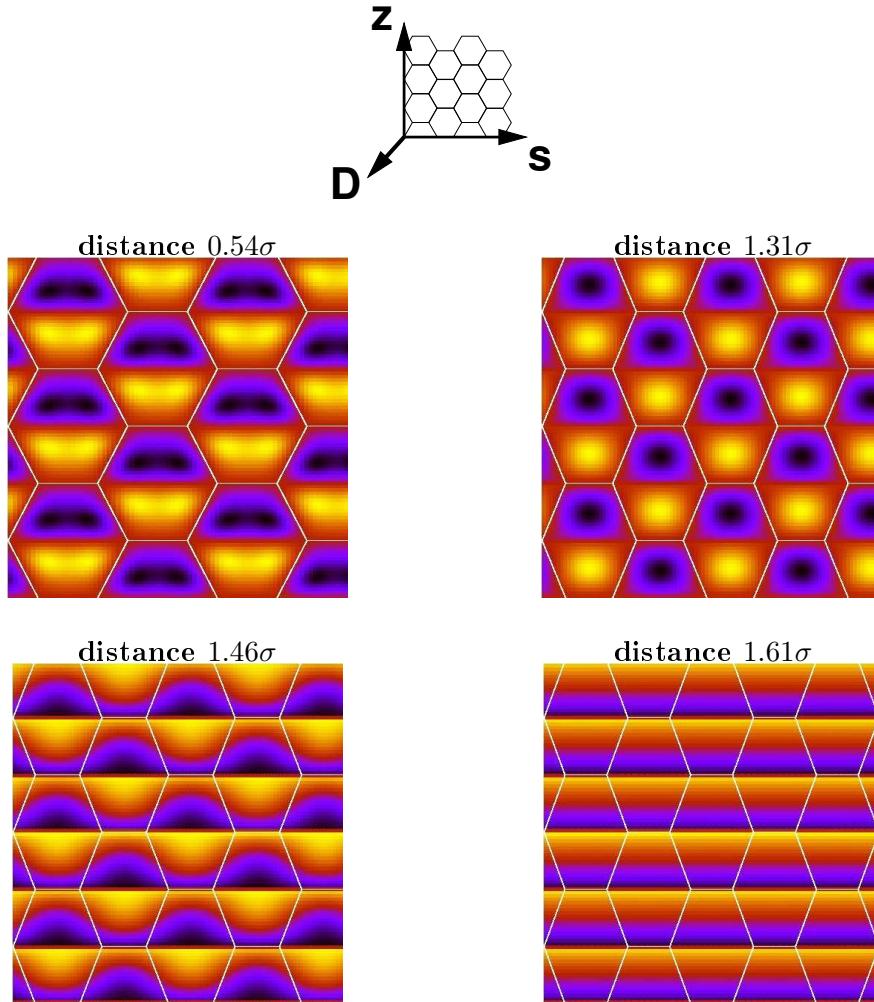 z
s
D
distance 0.54σ
distance 1.31σ
distance 1.46σ
distance 1.61σ